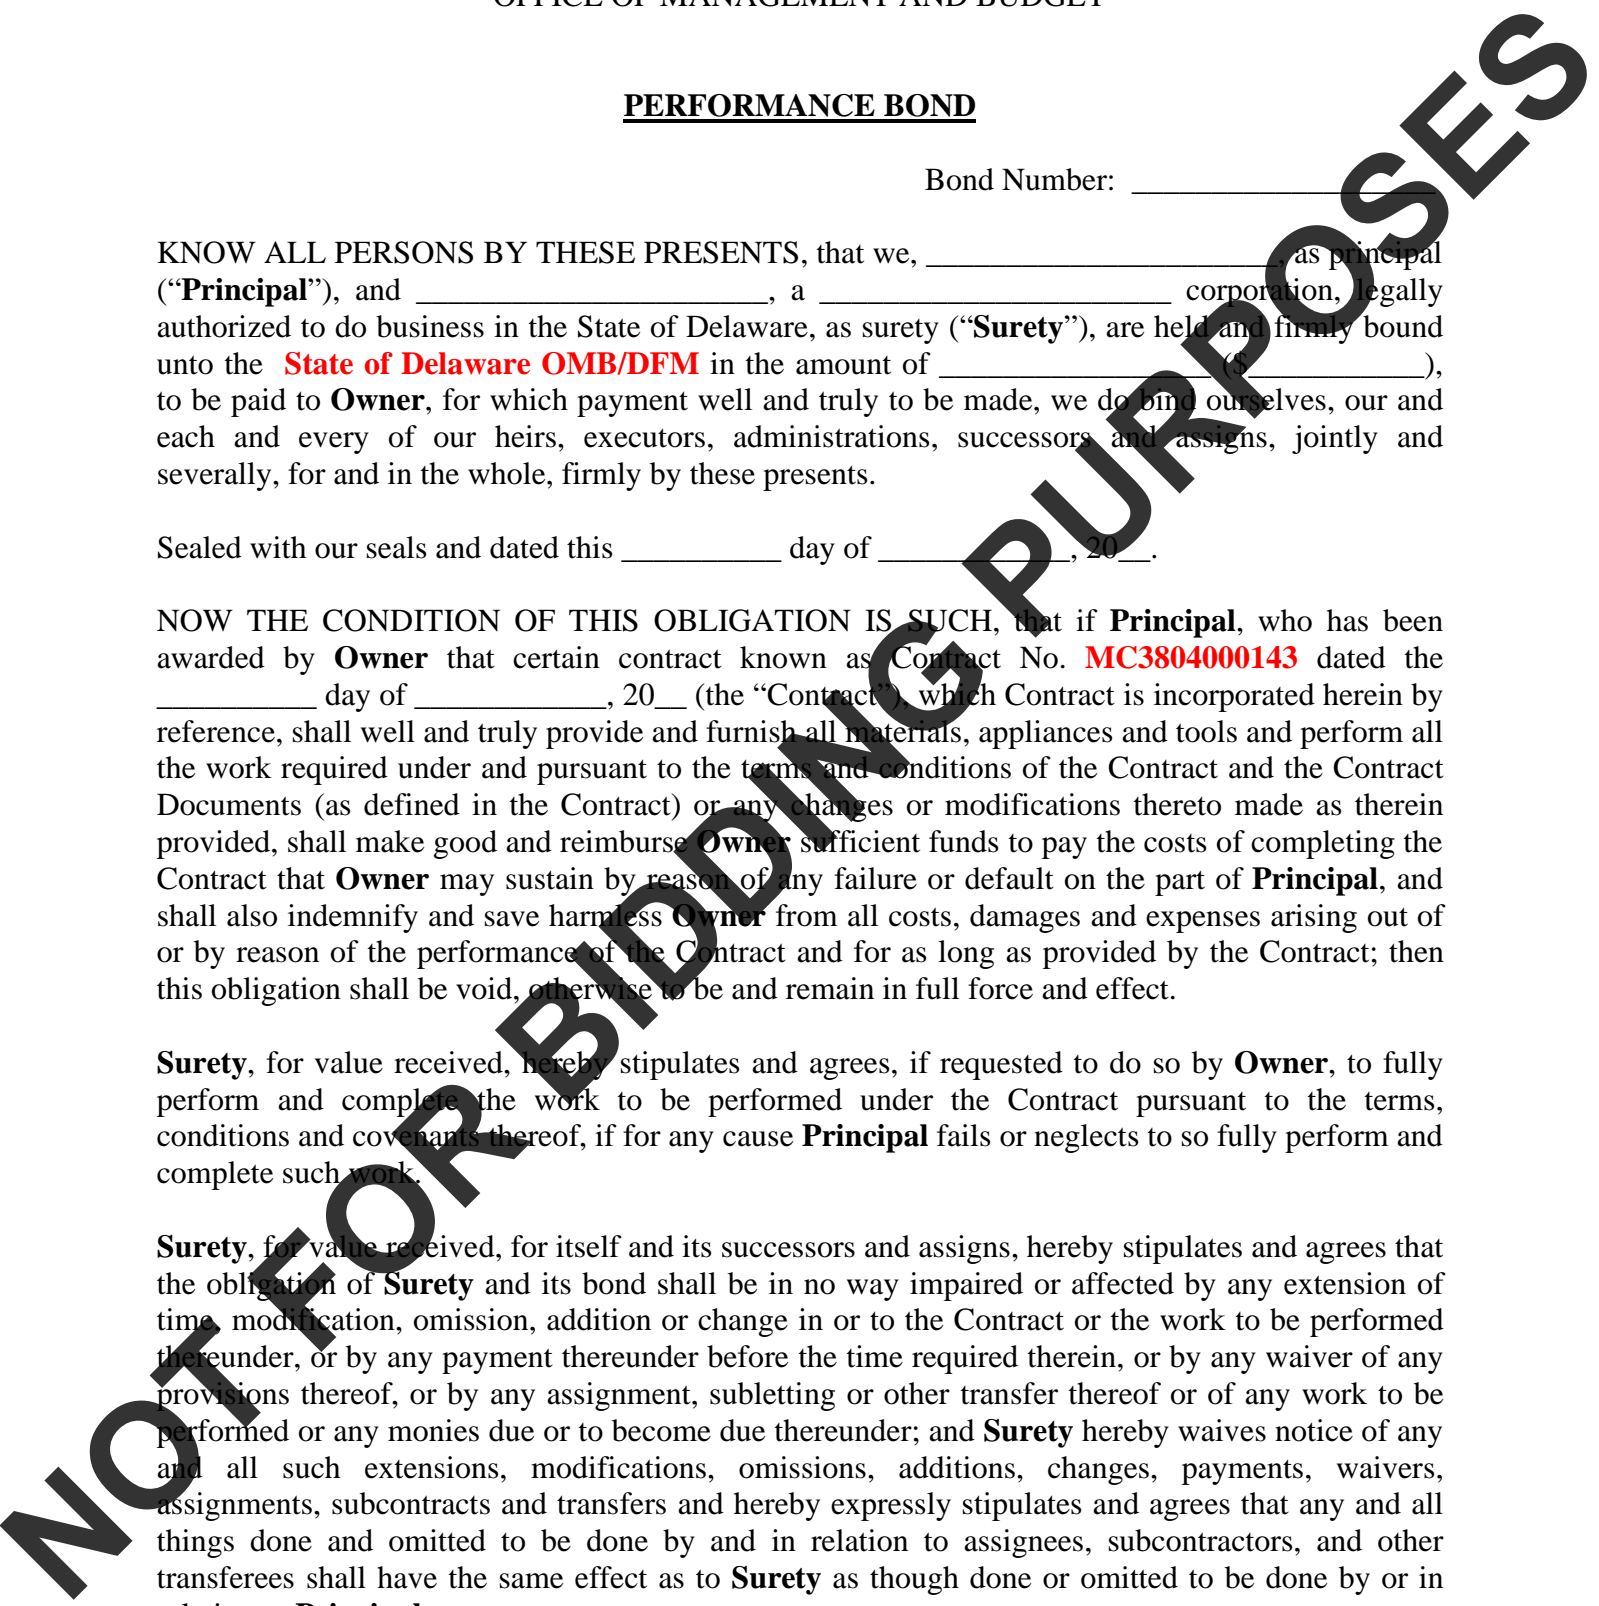 OFFICE OF MANAGEMENT AND BUDGET
PERFORMANCE BOND
Bond Number: ___________________
KNOW ALL PERSONS BY THESE PRESENTS, that we, ______________________, as principal
(“Principal”), and ______________________, a ______________________ corporation, legally
authorized to do business in the State of Delaware, as surety (“Surety”), are held and firmly bound
unto the State of Delaware OMB/DFM in the amount of _________________ ($___________),
to be paid to Owner, for which payment well and truly to be made, we do bind ourselves, our and
each and every of our heirs, executors, administrations, successors and assigns, jointly and
severally, for and in the whole, firmly by these presents.
Sealed with our seals and dated this __________ day of ____________, 20__.
NOW THE CONDITION OF THIS OBLIGATION IS SUCH, that if Principal, who has been
awarded by Owner that certain contract known as Contract No. MC3804000143 dated the
__________ day of ____________, 20__ (the “Contract”), which Contract is incorporated herein by
reference, shall well and truly provide and furnish all materials, appliances and tools and perform all
the work required under and pursuant to the terms and conditions of the Contract and the Contract
Documents (as defined in the Contract) or any changes or modifications thereto made as therein
provided, shall make good and reimburse Owner sufficient funds to pay the costs of completing the
Contract that Owner may sustain by reason of any failure or default on the part of Principal, and
shall also indemnify and save harmless Owner from all costs, damages and expenses arising out of
or by reason of the performance of the Contract and for as long as provided by the Contract; then
this obligation shall be void, otherwise to be and remain in full force and effect.
Surety, for value received, hereby stipulates and agrees, if requested to do so by Owner, to fully
perform and complete the work to be performed under the Contract pursuant to the terms,
conditions and covenants thereof, if for any cause Principal fails or neglects to so fully perform and
complete such work.
Surety, for value received, for itself and its successors and assigns, hereby stipulates and agrees that
the obligation of Surety and its bond shall be in no way impaired or affected by any extension of
time, modification, omission, addition or change in or to the Contract or the work to be performed
thereunder, or by any payment thereunder before the time required therein, or by any waiver of any
provisions thereof, or by any assignment, subletting or other transfer thereof or of any work to be
performed or any monies due or to become due thereunder; and Surety hereby waives notice of any
and all such extensions, modifications, omissions, additions, changes, payments, waivers,
assignments, subcontracts and transfers and hereby expressly stipulates and agrees that any and all
things done and omitted to be done by and in relation to assignees, subcontractors, and other
transferees shall have the same effect as to Surety as though done or omitted to be done by or in
NOT FOR BIDDING PURPOSES